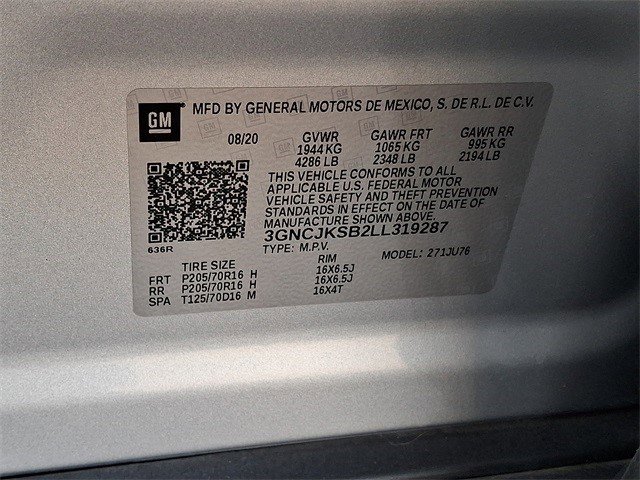 GM MFD BY GENERAL MOTORS DE MEXICO, S. DE R.L. DE C.V.
08/20 GVWR GAWR FRT GAWR RR
1944 KG 1065 KG 995 KG
4286 LB 2348 LB 2194 LB
THIS VEHICLE CONFORMS TO ALL
APPLICABLE U.S. FEDERAL MOTOR
VEHICLE SAFETY AND THEFT PREVENTION
STANDARDS IN EFFECT ON THE DATE OF
MANUFACTURE SHOWN ABOVE.
3GNCJKSB2LL319287
636R TYPE: M.P.V. MODEL: 271JU76
TIRE SIZE RIM
FRT P205/70R16 H 16X6.5J
RR P205/70R16 H 16X6.5J
SPA T125/70D16 M 16X4T